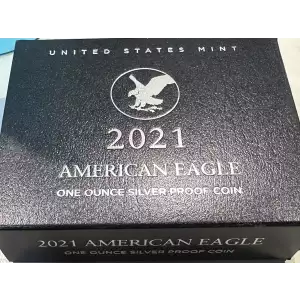 UNITED STATES MINT
2021
AMERICAN EAGLE
ONE OUNCE SILVER PROOF COIN
2021 AMERICAN EAGLE
ONE OUNCE SILVER PROOF COIN